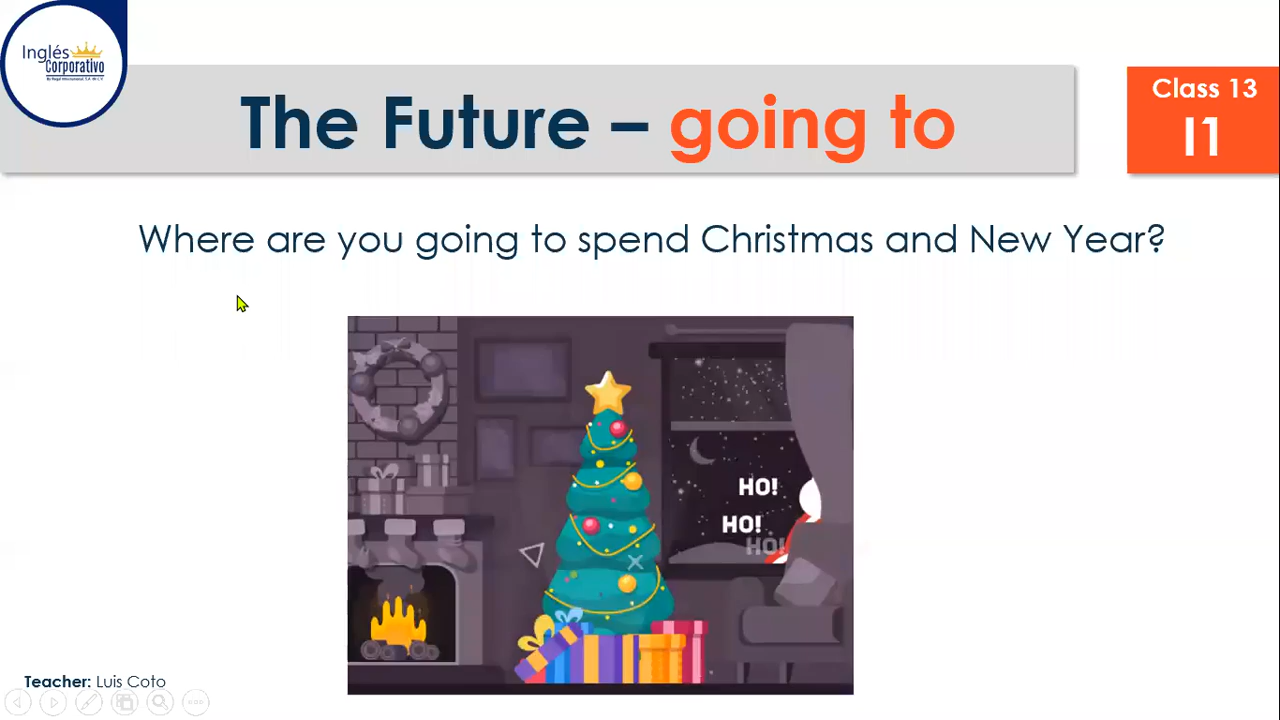 Inglés
Corporativo
The Future – going to
Class 13
I1
Where are you going to spend Christmas and New Year?
HO!
HO!
HO!
Teacher: Luis Coto